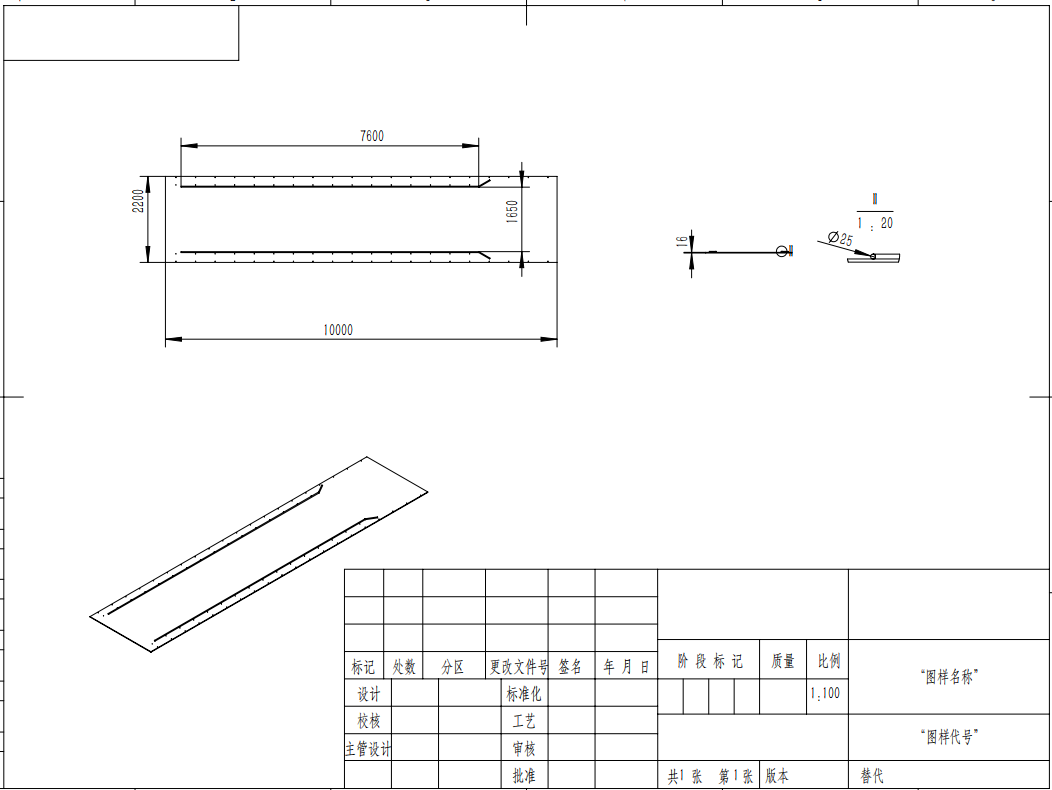 7600
2200
1650
10000
16
I
1 : 20
Ø25
标记 处数 分区 更改文件号 签名 年 月 日
阶 段 标 记 质量 比例
设计 标准化
1:100
"图样名称"
校核 工艺
主管设计 审核
"图样代号"
批准
共1 张 第1张 版本 替代